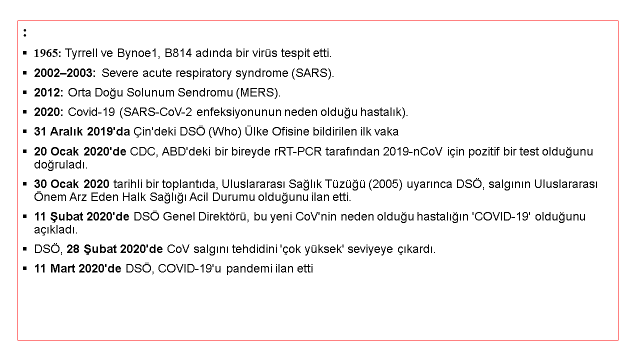 :
▪ 1965: Tyrrell ve Bynoe1, B814 adında bir virüs tespit etti.
▪ 2002–2003: Severe acute respiratory syndrome (SARS).
▪ 2012: Orta Doğu Solunum Sendromu (MERS).
▪ 2020: Covid-19 (SARS-CoV-2 enfeksiyonunun neden olduğu hastalık).
▪ 31 Aralık 2019'da Çin'deki DSÖ (Who) Ülke Ofisine bildirilen ilk vaka
▪ 20 Ocak 2020'de CDC, ABD'deki bir bireyde rRT-PCR tarafından 2019-nCoV için pozitif bir test olduğunu
doğruladı.
▪ 30 Ocak 2020 tarihli bir toplantıda, Uluslararası Sağlık Tüzüğü (2005) uyarınca DSÖ, salgının Uluslararası
Önem Arz Eden Halk Sağlığı Acil Durumu olduğunu ilan etti.
▪ 11 Şubat 2020'de DSÖ Genel Direktörü, bu yeni CoV'nin neden olduğu hastalığın 'COVID-19' olduğunu
açıkladı.
▪ DSÖ, 28 Şubat 2020'de CoV salgını tehdidini 'çok yüksek' seviyeye çıkardı.
▪ 11 Mart 2020'de DSÖ, COVID-19'u pandemi ilan etti